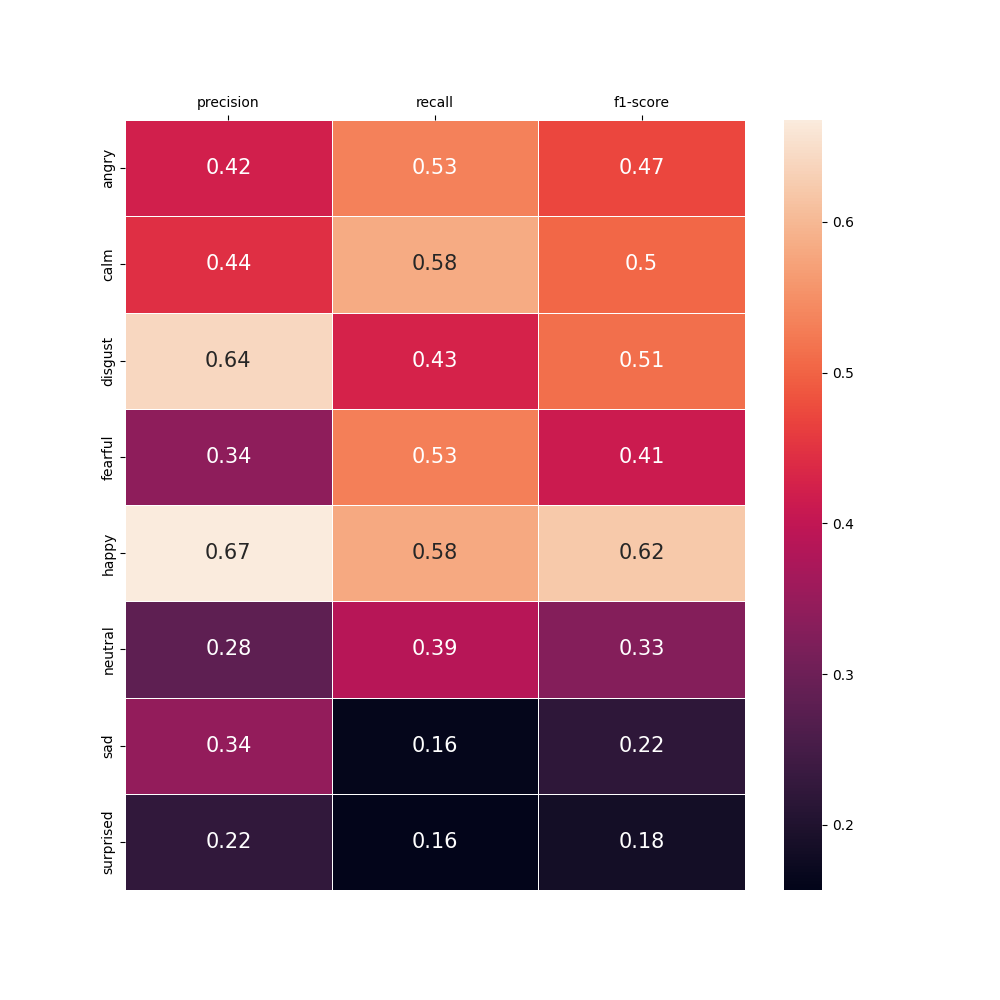 precision recall f1-score
angry 0.42 0.53 0.47
0.6
calm 0.44 0.58 0.5
disgust 0.64 0.43 0.51
0.5
fearful 0.34 0.53 0.41
0.4
happy 0.67 0.58 0.62
neutral 0.28 0.39 0.33
0.3
sad 0.34 0.16 0.22
0.2
surprised 0.22 0.16 0.18